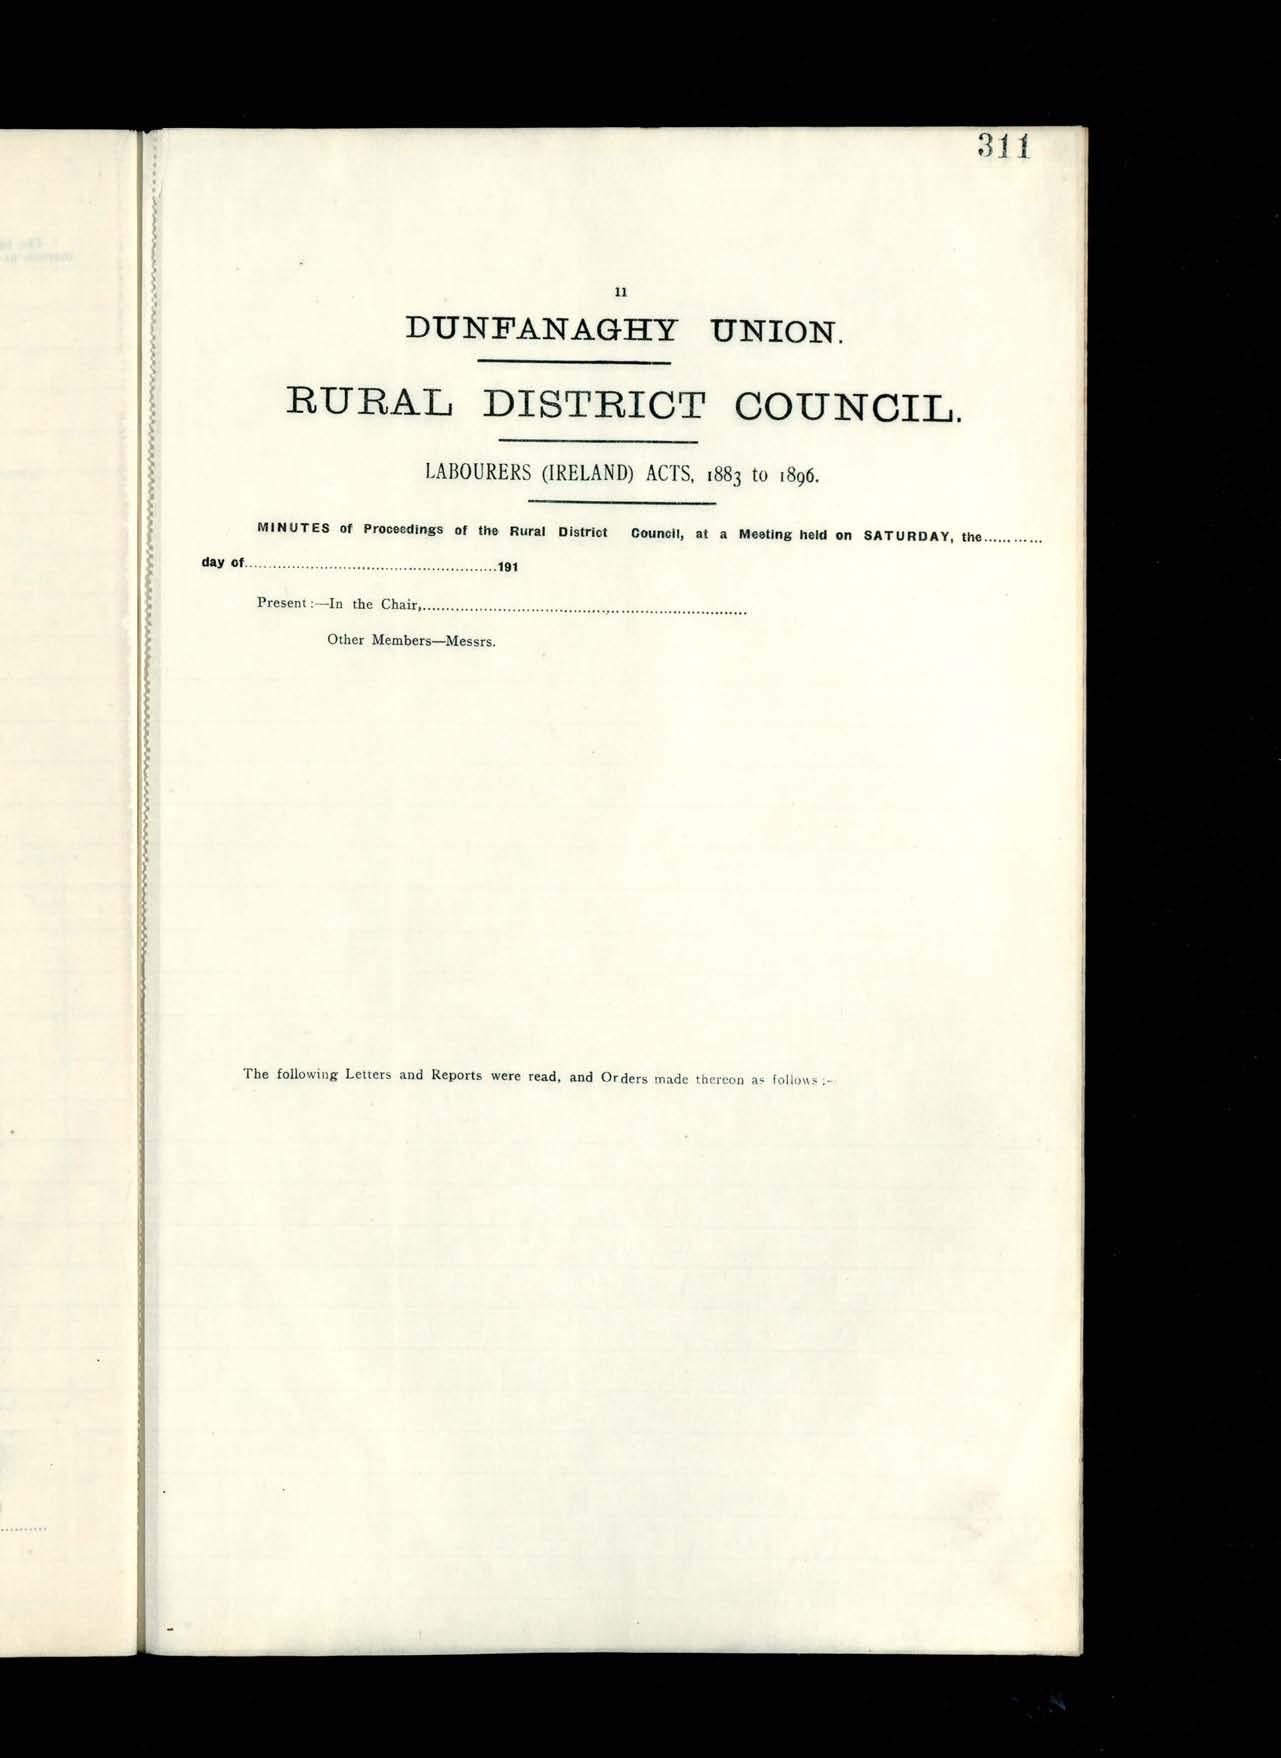 311
11
DUNFANAGHY UNION.
RURAL DISTRICT COUNCIL.
LABOURERS (IRELAND) ACTS, 1883 to 1896.
MINUTES of Proceedings of the Rural District Council, at a Meeting held on SATURDAY, the............
day of......................................................191
Present :—In the Chair,......................................................................
Other Members—Messrs.
The following Letters and Reports were read, and Orders made thereon as follows :-